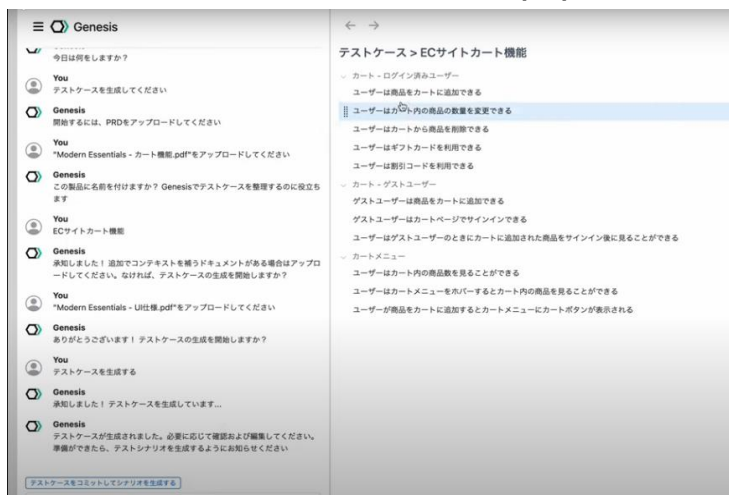 Genesis
今日は何をしますか？
You
テストケースを生成してください
Genesis
開始するには、PRDをアップロードしてください
You
"Modern Essentials - カート機能.pdf"をアップロードしてください
Genesis
この製品に名前を付けますか？ Genesisでテストケースを整理するのに役立ち
ます
You
ECサイトカート機能
Genesis
承知しました！ 追加でコンテキストを補うドキュメントがある場合はアップロ
ードしてください。なければ、テストケースの生成を開始しますか？
You
"Modern Essentials - UI仕様.pdf"をアップロードしてください
Genesis
ありがとうございます！ テストケースの生成を開始しますか？
You
テストケースを生成する
Genesis
承知しました！ テストケースを生成しています...
Genesis
テストケースが生成されました。必要に応じて確認および編集してください。
準備ができたら、テストシナリオを生成するようにお知らせください
テストケースをコミットしてシナリオを生成する
テストケース > ECサイトカート機能
カート - ログイン済みユーザー
ユーザーは商品をカートに追加できる
ユーザーはカート内の商品の数量を変更できる
ユーザーはカートから商品を削除できる
ユーザーはギフトカードを利用できる
ユーザーは割引コードを利用できる
カート - ゲストユーザー
ゲストユーザーは商品をカートに追加できる
ゲストユーザーはカートページでサインインできる
ユーザーはゲストユーザーのときにカートに追加された商品をサインイン後に見ることができる
カートメニュー
ユーザーはカート内の商品数を見ることができる
ユーザーはカートメニューをホバーするとカート内の商品を見ることができる
ユーザーが商品をカートに追加するとカートメニューにカートボタンが表示される